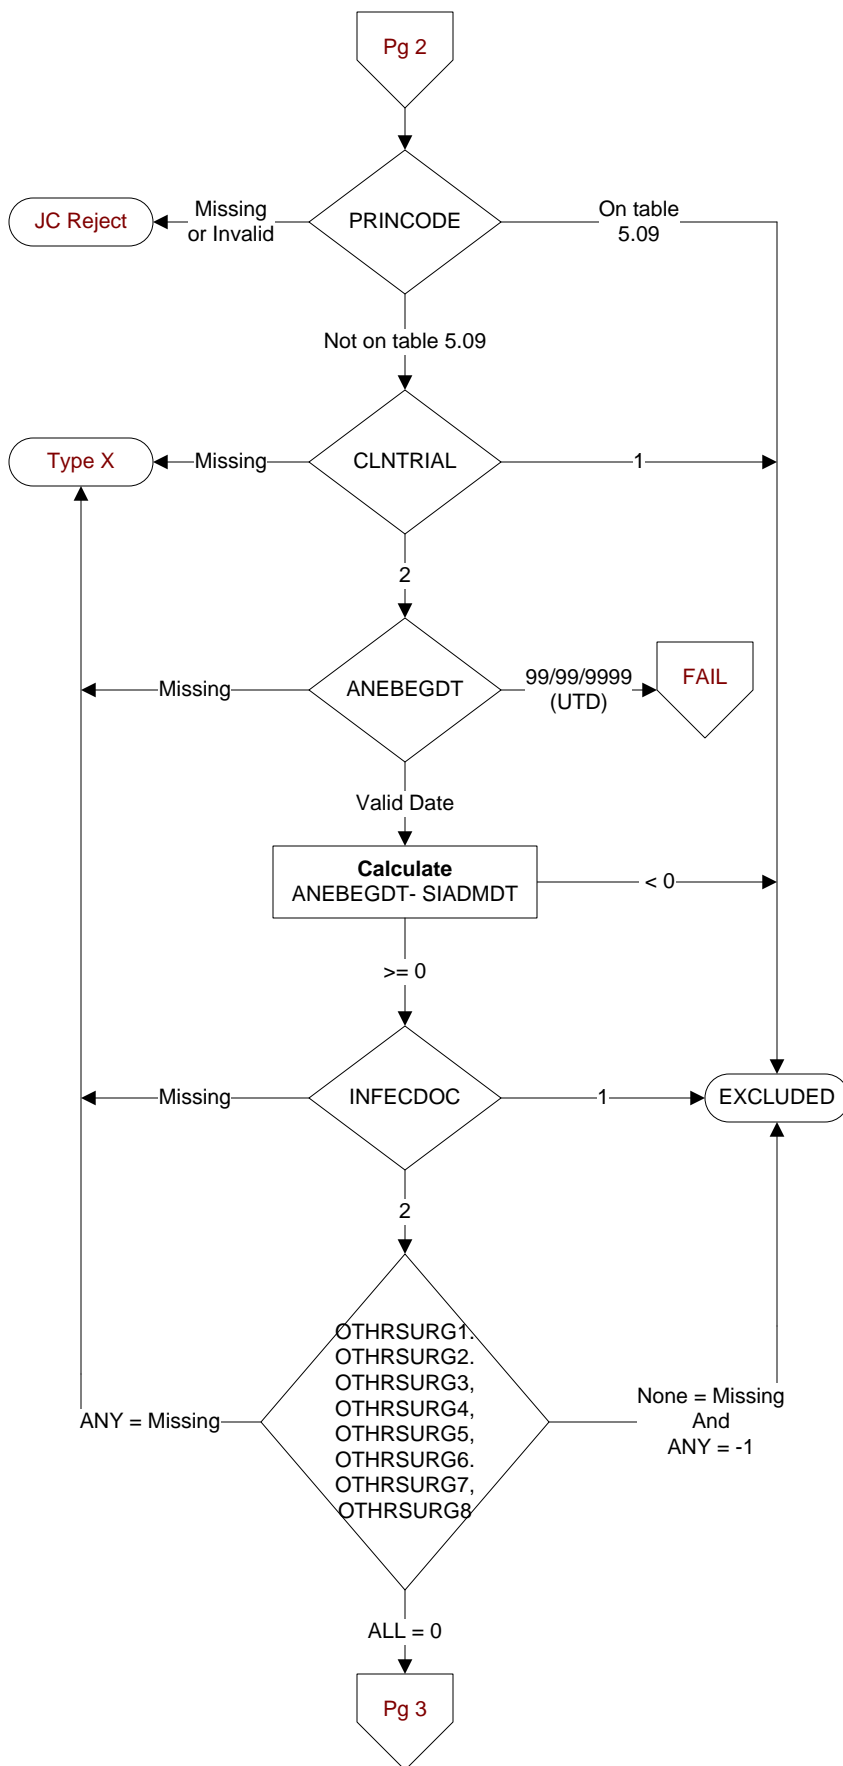 Pg 2
PRINCODE
JC Reject
Missing
or Invalid
On table
5.09
Not on table 5.09
Type X
Missing
CLNTRIAL
1
2
Missing
ANEBEGDT
99/99/9999
(UTD)
FAIL
Valid Date
Calculate
ANEBEGDT- SIADMDT
< 0
>= 0
Missing
INFECDOC
1
EXCLUDED
2
OTHRSURG1.
OTHRSURG2.
OTHRSURG3,
OTHRSURG4,
OTHRSURG5,
OTHRSURG6.
OTHRSURG7,
OTHRSURG8
ANY = Missing
None = Missing
And
ANY = -1
ALL = 0
Pg 3